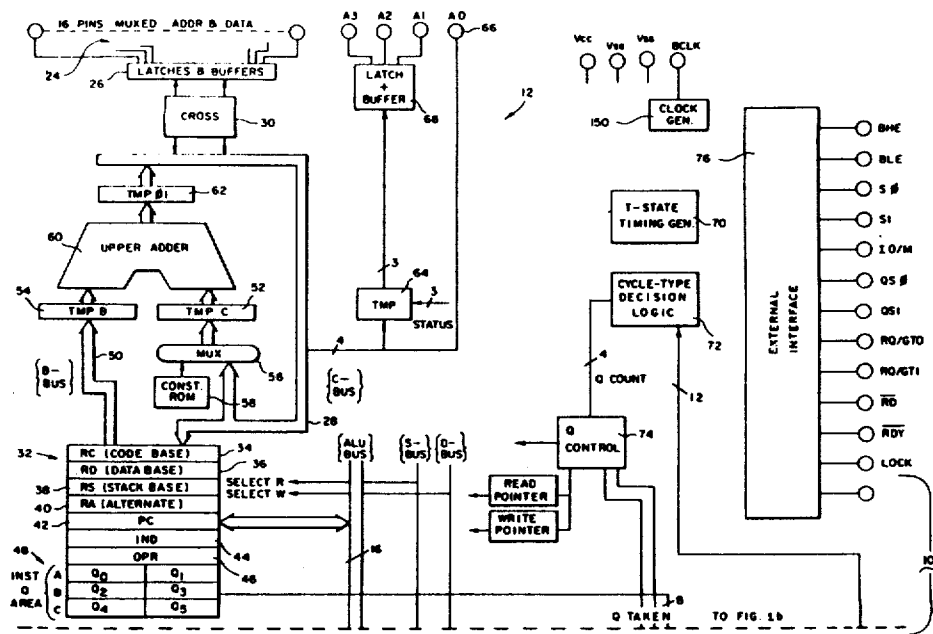 16 PINS MUXED ADDR & DATA
A3 A2 A1 A0
66
24
26
LATCHES & BUFFERS
LATCH + BUFFER
68
12
Vcc Vss Vss BCLK
CROSS
30
150
CLOCK GEN.
76
EXTERNAL INTERFACE
BHE
BLE
SØ
S1
IO/M
QSØ
QS1
RQ/GT0
RQ/GT1
RD
RDY
LOCK
TMP Ø1
62
60
UPPER ADDER
T-STATE TIMING GEN.
70
3
64
54
TMP B
52
TMP C
TMP
3
STATUS
CYCLE-TYPE DECISION LOGIC
72
50
MUX
56
4
{B-BUS}
CONST. ROM
58
{C-BUS}
4
Q COUNT
12
28
32
RC (CODE BASE)
34
RD (DATA BASE)
36
38
RS (STACK BASE)
40
RA (ALTERNATE)
42
PC
IND
44
OPR
46
{ALU BUS}
{S-BUS}
{D-BUS}
Q CONTROL
74
SELECT R
SELECT W
READ POINTER
WRITE POINTER
16
48
INST Q AREA
A Q0 Q1
B Q2 Q3
C Q4 Q5
8
Q TAKEN
TO FIG. 1b
10